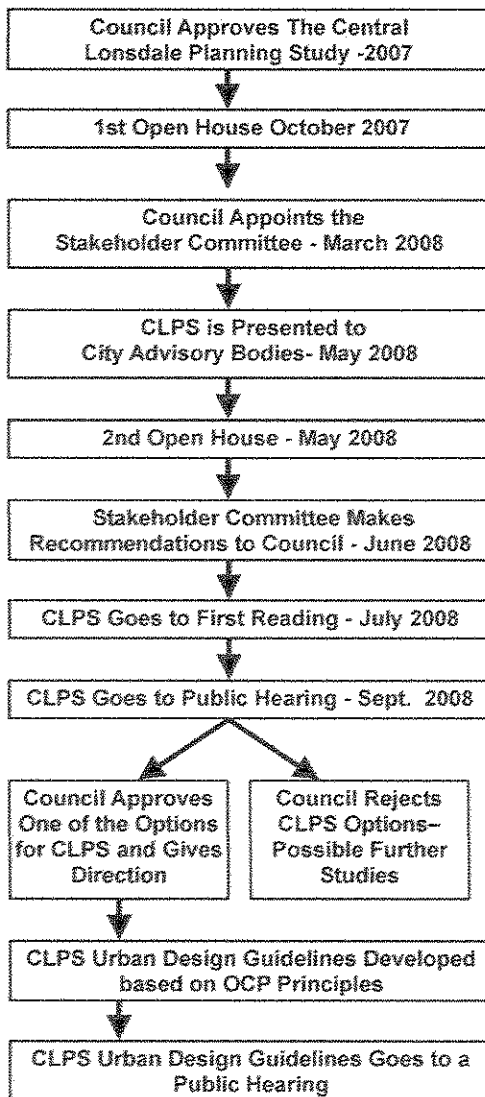 Council Approves The Central
Lonsdale Planning Study -2007
1st Open House October 2007
Council Appoints the
Stakeholder Committee - March 2008
CLPS is Presented to
City Advisory Bodies- May 2008
2nd Open House - May 2008
Stakeholder Committee Makes
Recommendations to Council - June 2008
CLPS Goes to First Reading - July 2008
CLPS Goes to Public Hearing - Sept. 2008
Council Approves
One of the Options
for CLPS and Gives
Direction
Council Rejects
CLPS Options–
Possible Further
Studies
CLPS Urban Design Guidelines Developed
based on OCP Principles
CLPS Urban Design Guidelines Goes to a
Public Hearing